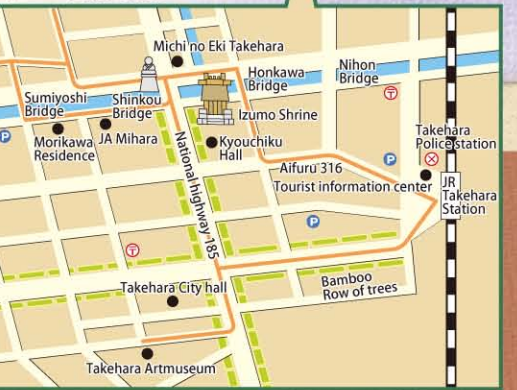 Michi no Eki Takehara
Honkawa
Bridge
Nihon
Bridge
Sumiyoshi
Bridge
Shinkou
Bridge
Izumo Shrine
Morikawa
Residence
JA Mihara
Kyouchiku
Hall
Takehara
Police station
Aifuru 316
Tourist information center
JR
Takehara
Station
National highway 185
P
P
P
Takehara City hall
Bamboo
Row of trees
Takehara Artmuseum